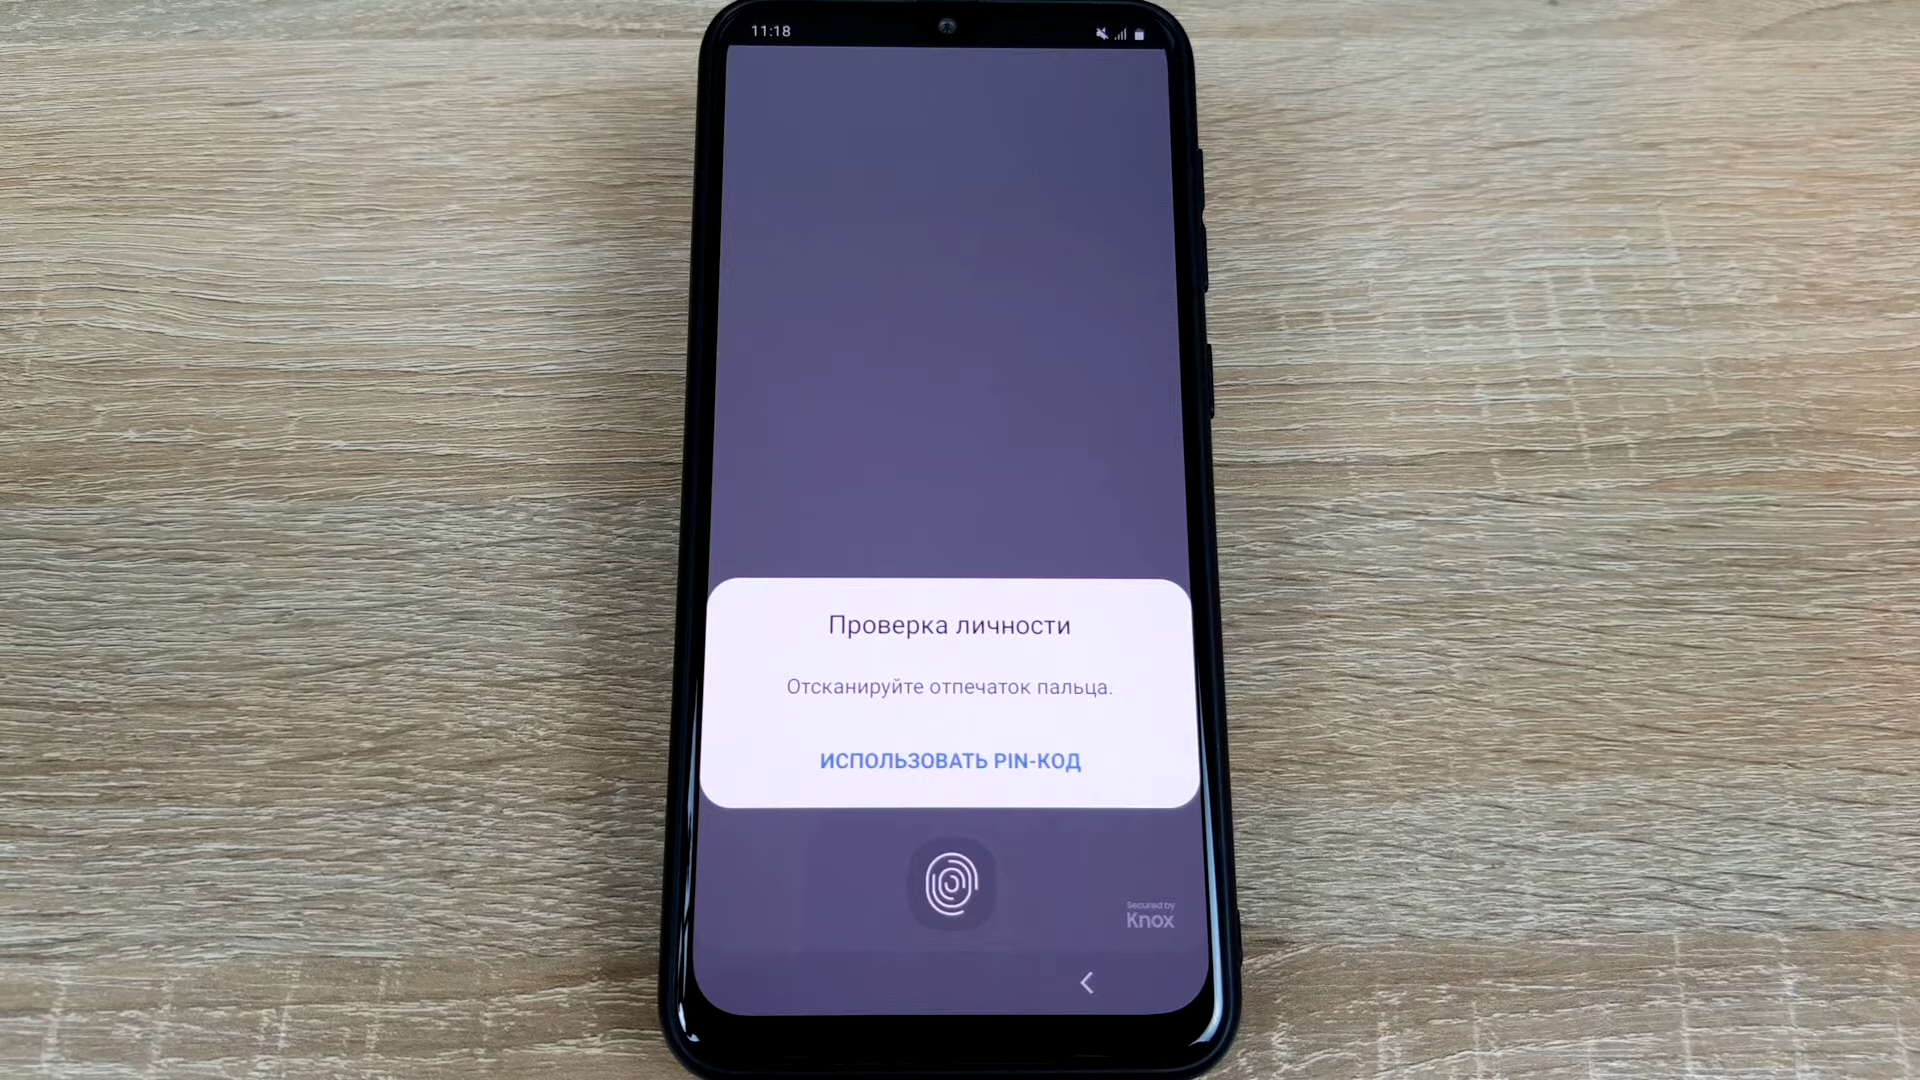 11:18
Проверка личности
Отсканируйте отпечаток пальца.
ИСПОЛЬЗОВАТЬ PIN-КОД
Secured by
Knox